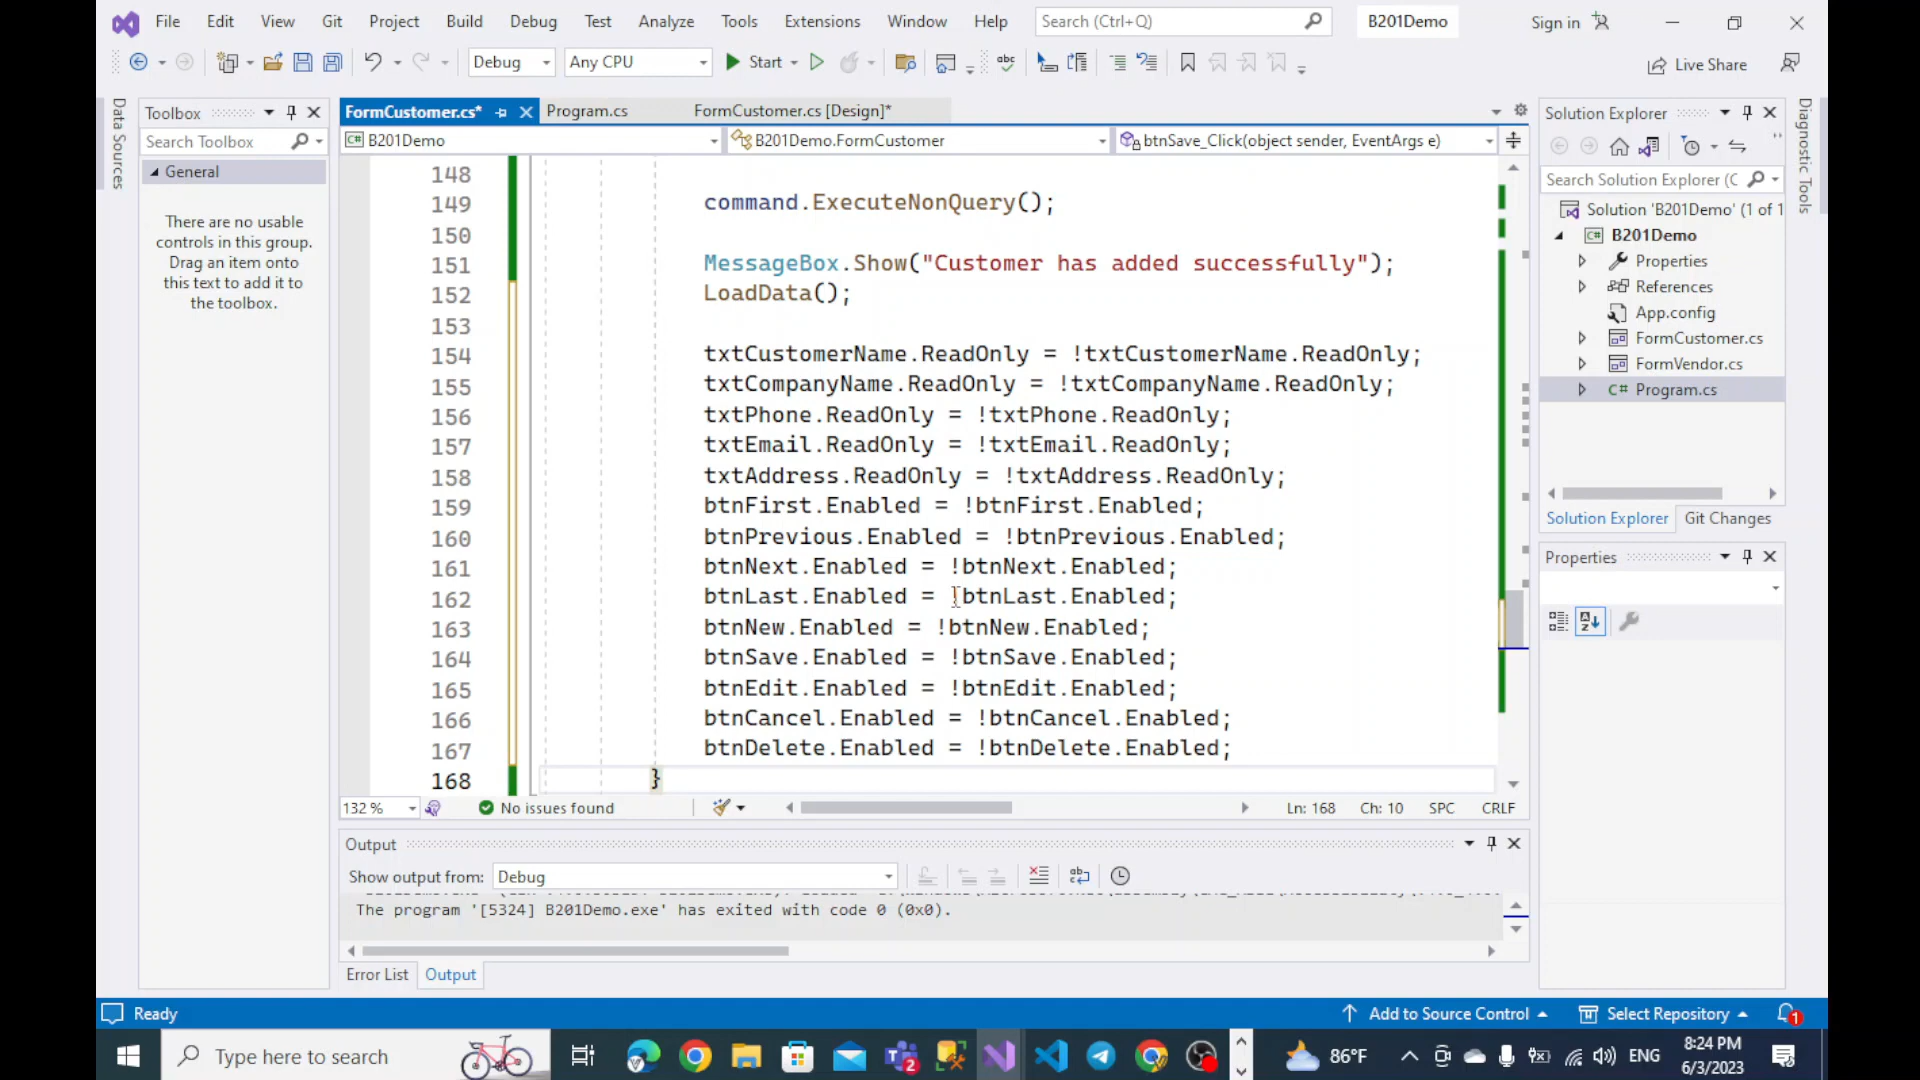 File Edit View Git Project Build Debug Test Analyze Tools Extensions Window Help Search (Ctrl+Q) B201Demo Sign in
Debug Any CPU Start Live Share
Data Sources
Toolbox
Search Toolbox
General
There are no usable
controls in this group.
Drag an item onto
this text to add it to
the toolbox.
FormCustomer.cs* Program.cs FormCustomer.cs [Design]*
B201Demo B201Demo.FormCustomer btnSave_Click(object sender, EventArgs e)
148
149 command.ExecuteNonQuery();
150
151 MessageBox.Show("Customer has added successfully");
152 LoadData();
153
154 txtCustomerName.ReadOnly = !txtCustomerName.ReadOnly;
155 txtCompanyName.ReadOnly = !txtCompanyName.ReadOnly;
156 txtPhone.ReadOnly = !txtPhone.ReadOnly;
157 txtEmail.ReadOnly = !txtEmail.ReadOnly;
158 txtAddress.ReadOnly = !txtAddress.ReadOnly;
159 btnFirst.Enabled = !btnFirst.Enabled;
160 btnPrevious.Enabled = !btnPrevious.Enabled;
161 btnNext.Enabled = !btnNext.Enabled;
162 btnLast.Enabled = !btnLast.Enabled;
163 btnNew.Enabled = !btnNew.Enabled;
164 btnSave.Enabled = !btnSave.Enabled;
165 btnEdit.Enabled = !btnEdit.Enabled;
166 btnCancel.Enabled = !btnCancel.Enabled;
167 btnDelete.Enabled = !btnDelete.Enabled;
168 }
132 % No issues found Ln: 168 Ch: 10 SPC CRLF
Output
Show output from: Debug
The program '[5324] B201Demo.exe' has exited with code 0 (0x0).
Error List Output
Solution Explorer
Search Solution Explorer (C
Solution 'B201Demo' (1 of 1
B201Demo
Properties
References
App.config
FormCustomer.cs
FormVendor.cs
C# Program.cs
Solution Explorer Git Changes
Properties
Diagnostic Tools
Ready Add to Source Control Select Repository 1
Type here to search 2 86°F ENG 8:24 PM
6/3/2023